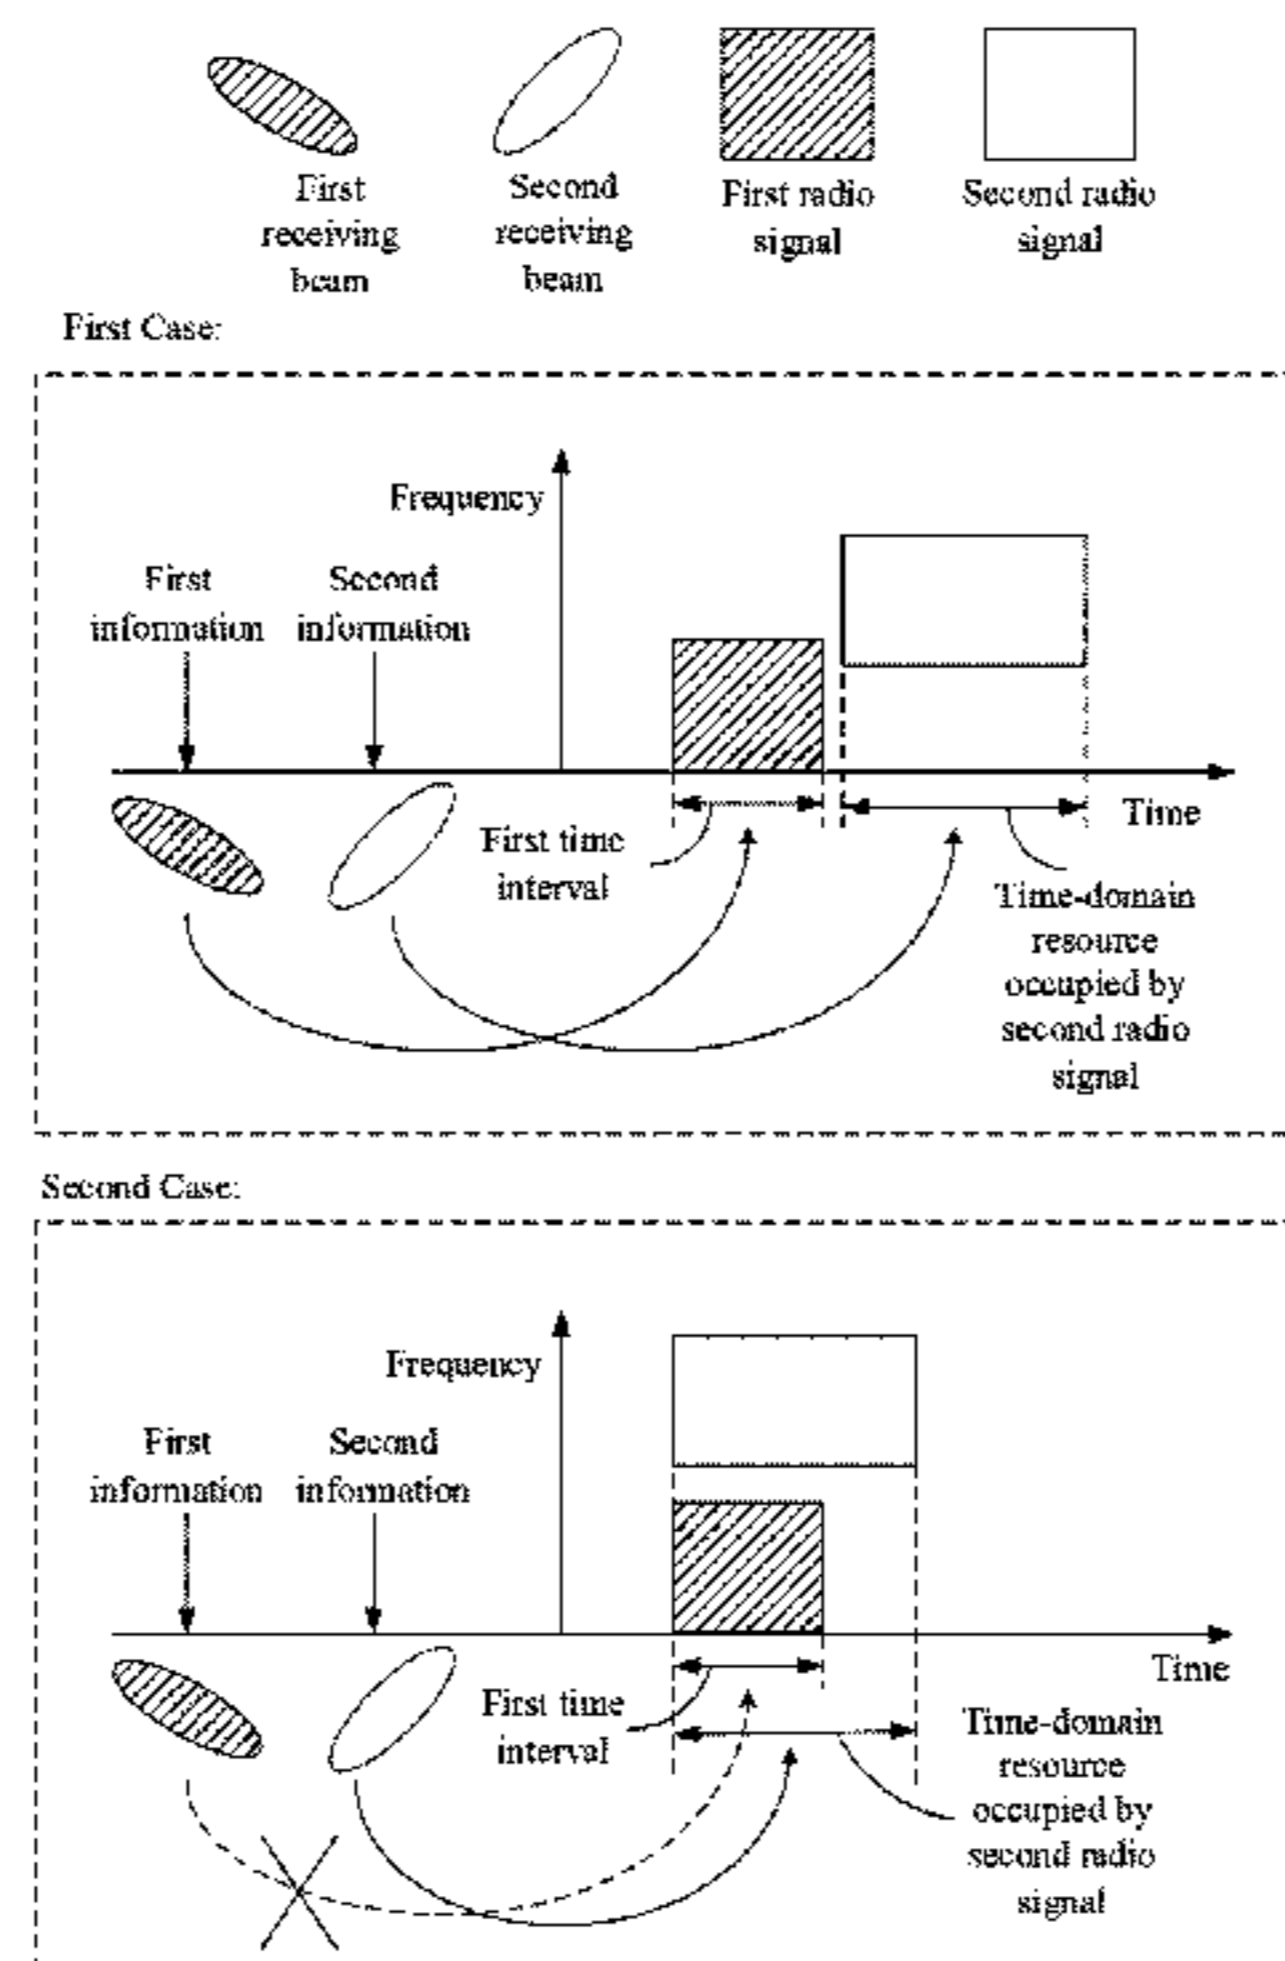 First
receiving
beam
Second
receiving
beam
First radio
signal
Second radio
signal
First Case:
Frequency
First
information
Second
information
First time
interval
Time
Time-domain
resource
occupied by
second radio
signal
Second Case:
Frequency
First
information
Second
information
First time
interval
Time
Time-domain
resource
occupied by
second radio
signal